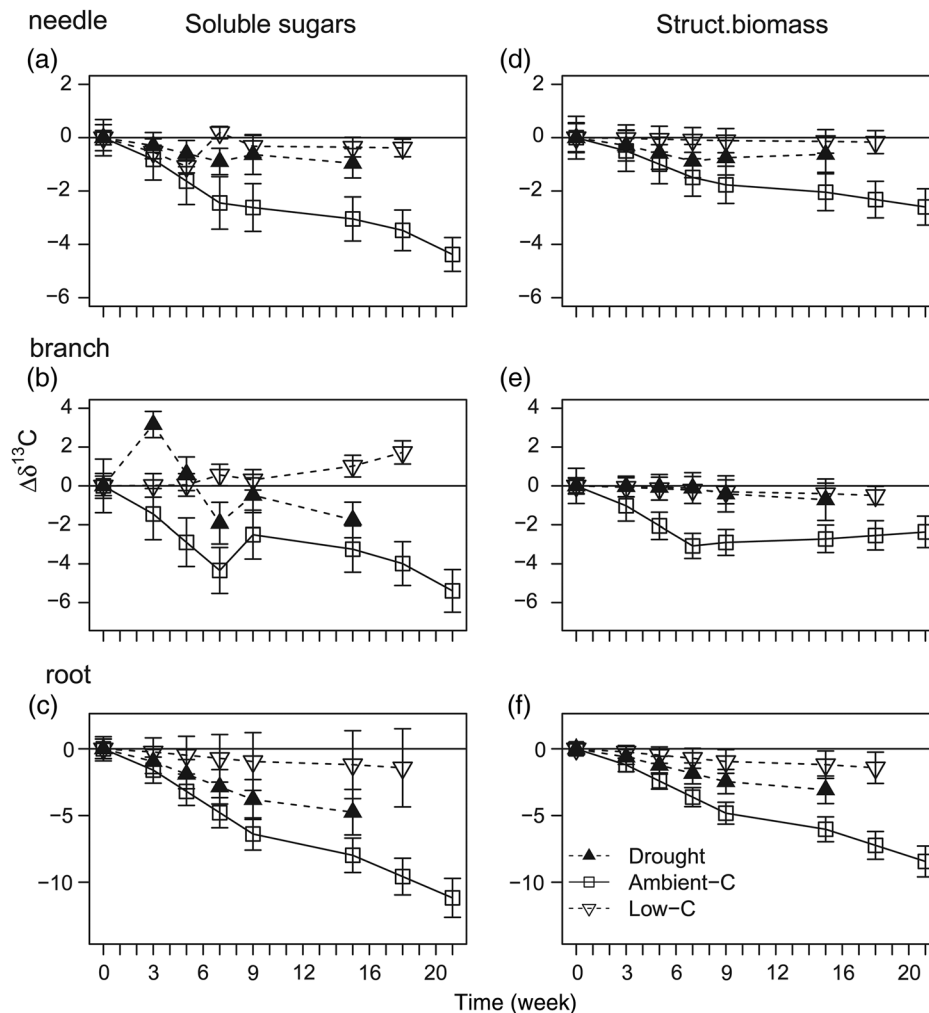 needle
Soluble sugars
Struct.biomass
(a)
(d)
2
0
−2
−4
−6
2
0
−2
−4
−6
branch
(b)
(e)
Δδ¹³C
4
2
0
−2
−4
−6
4
2
0
−2
−4
−6
root
(c)
(f)
0
−5
−10
0
−5
−10
Drought
Ambient−C
Low−C
0 3 6 9 12 16 20
0 3 6 9 12 16 20
Time (week)